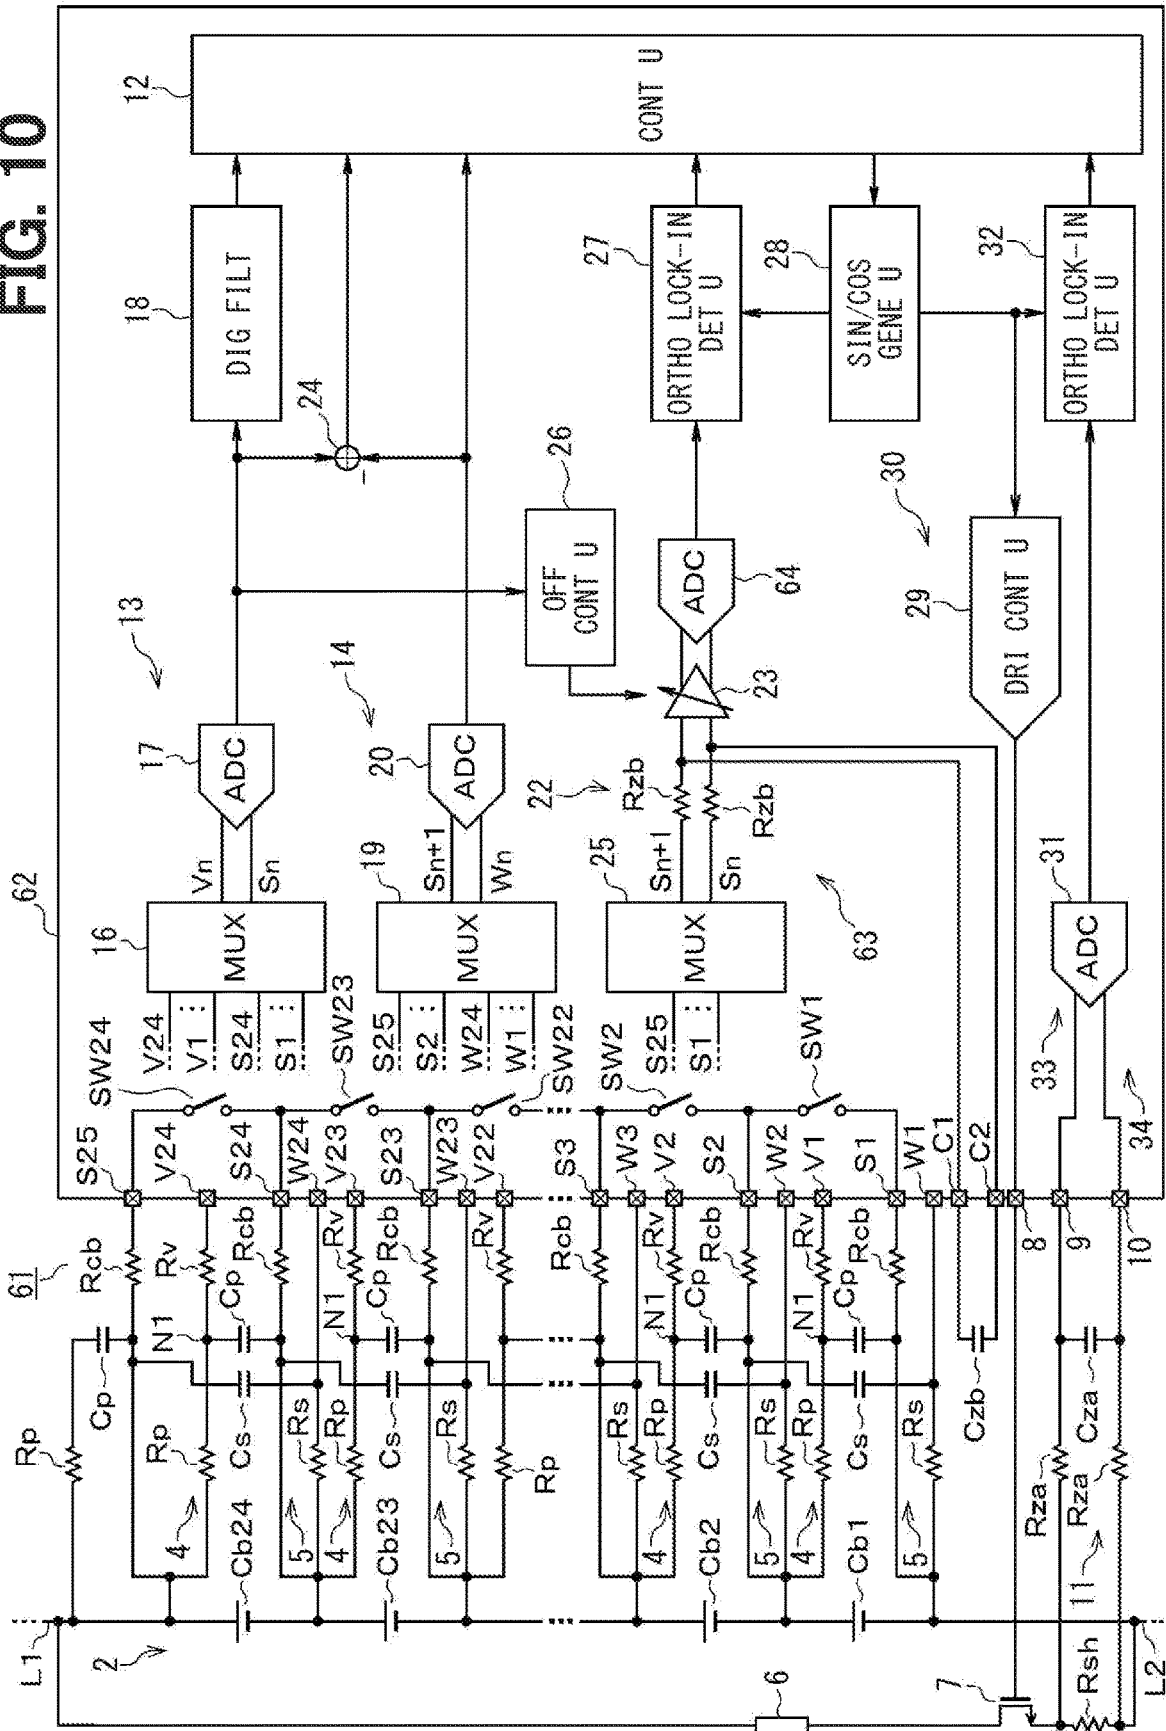 FIG. 10
62
12
CONT U
18
DIG FILT
24
-
13
17
ADC
Vn
Sn
16
MUX
V24
V1
S24
S1
14
20
ADC
Sn+1
Wn
19
MUX
S25
S2
W24
W1
26
OFF
CONT U
27
ORTHO LOCK-IN
DET U
28
SIN/COS
GENE U
32
ORTHO LOCK-IN
DET U
64
ADC
23
22
Rzb
Rzb
Sn+1
Sn
25
MUX
S25
S1
63
30
29
DRI CONT U
31
ADC
33
34
SW24
SW23
SW22
SW2
SW1
S25
V24
S24
W24
V23
S23
W23
V22
S3
W3
V2
S2
W2
V1
S1
W1
C1
C2
8
9
10
61
Rcb
Rv
Rcb
Rv
Rcb
Rv
Rcb
Rv
Rcb
Rv
Rcb
Cp
N1
Cp
N1
Cp
N1
Cp
N1
Cp
Rp
Rp
Cs
Rs
Rp
Cs
Rs
Rp
Rs
Rp
Cs
Rs
Rp
Cs
Rs
Czb
Cza
Rza
Rza
4
5
4
5
4
5
4
5
11
Cb24
Cb23
Cb2
Cb1
L1
2
6
7
Rsh
L2